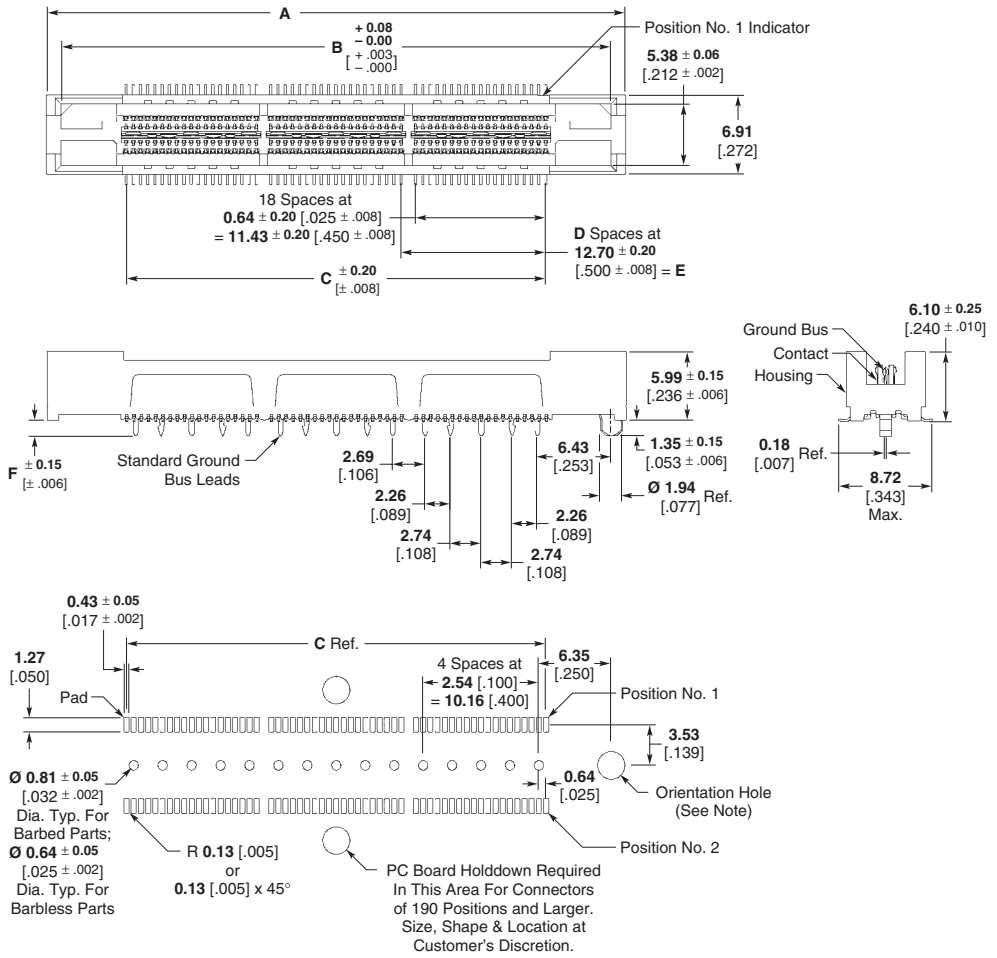 A
+ 0.08
– 0.00
B
[ + .003
– .000 ]
Position No. 1 Indicator
5.38 ± 0.06
[.212 ± .002]
6.91
[.272]
18 Spaces at
0.64 ± 0.20 [.025 ± .008]
= 11.43 ± 0.20 [.450 ± .008]
D Spaces at
12.70 ± 0.20
[.500 ± .008] = E
C ± 0.20
[± .008]
6.10 ± 0.25
[.240 ± .010]
Ground Bus
Contact
Housing
5.99 ± 0.15
[.236 ± .006]
F ± 0.15
[± .006]
Standard Ground
Bus Leads
2.69
[.106]
6.43
[.253]
1.35 ± 0.15
[.053 ± .006]
0.18
[.007]
Ref.
2.26
[.089]
Ø 1.94
[.077]
Ref.
8.72
[.343]
Max.
2.26
[.089]
2.74
[.108]
2.74
[.108]
0.43 ± 0.05
[.017 ± .002]
C Ref.
1.27
[.050]
4 Spaces at
2.54 [.100]
= 10.16 [.400]
6.35
[.250]
Pad
Position No. 1
3.53
[.139]
Ø 0.81 ± 0.05
[.032 ± .002]
Dia. Typ. For
Barbed Parts;
Ø 0.64 ± 0.05
[.025 ± .002]
Dia. Typ. For
Barbless Parts
0.64
[.025]
Orientation Hole
(See Note)
R 0.13 [.005]
or
0.13 [.005] x 45°
Position No. 2
PC Board Holddown Required
In This Area For Connectors
of 190 Positions and Larger.
Size, Shape & Location at
Customer's Discretion.